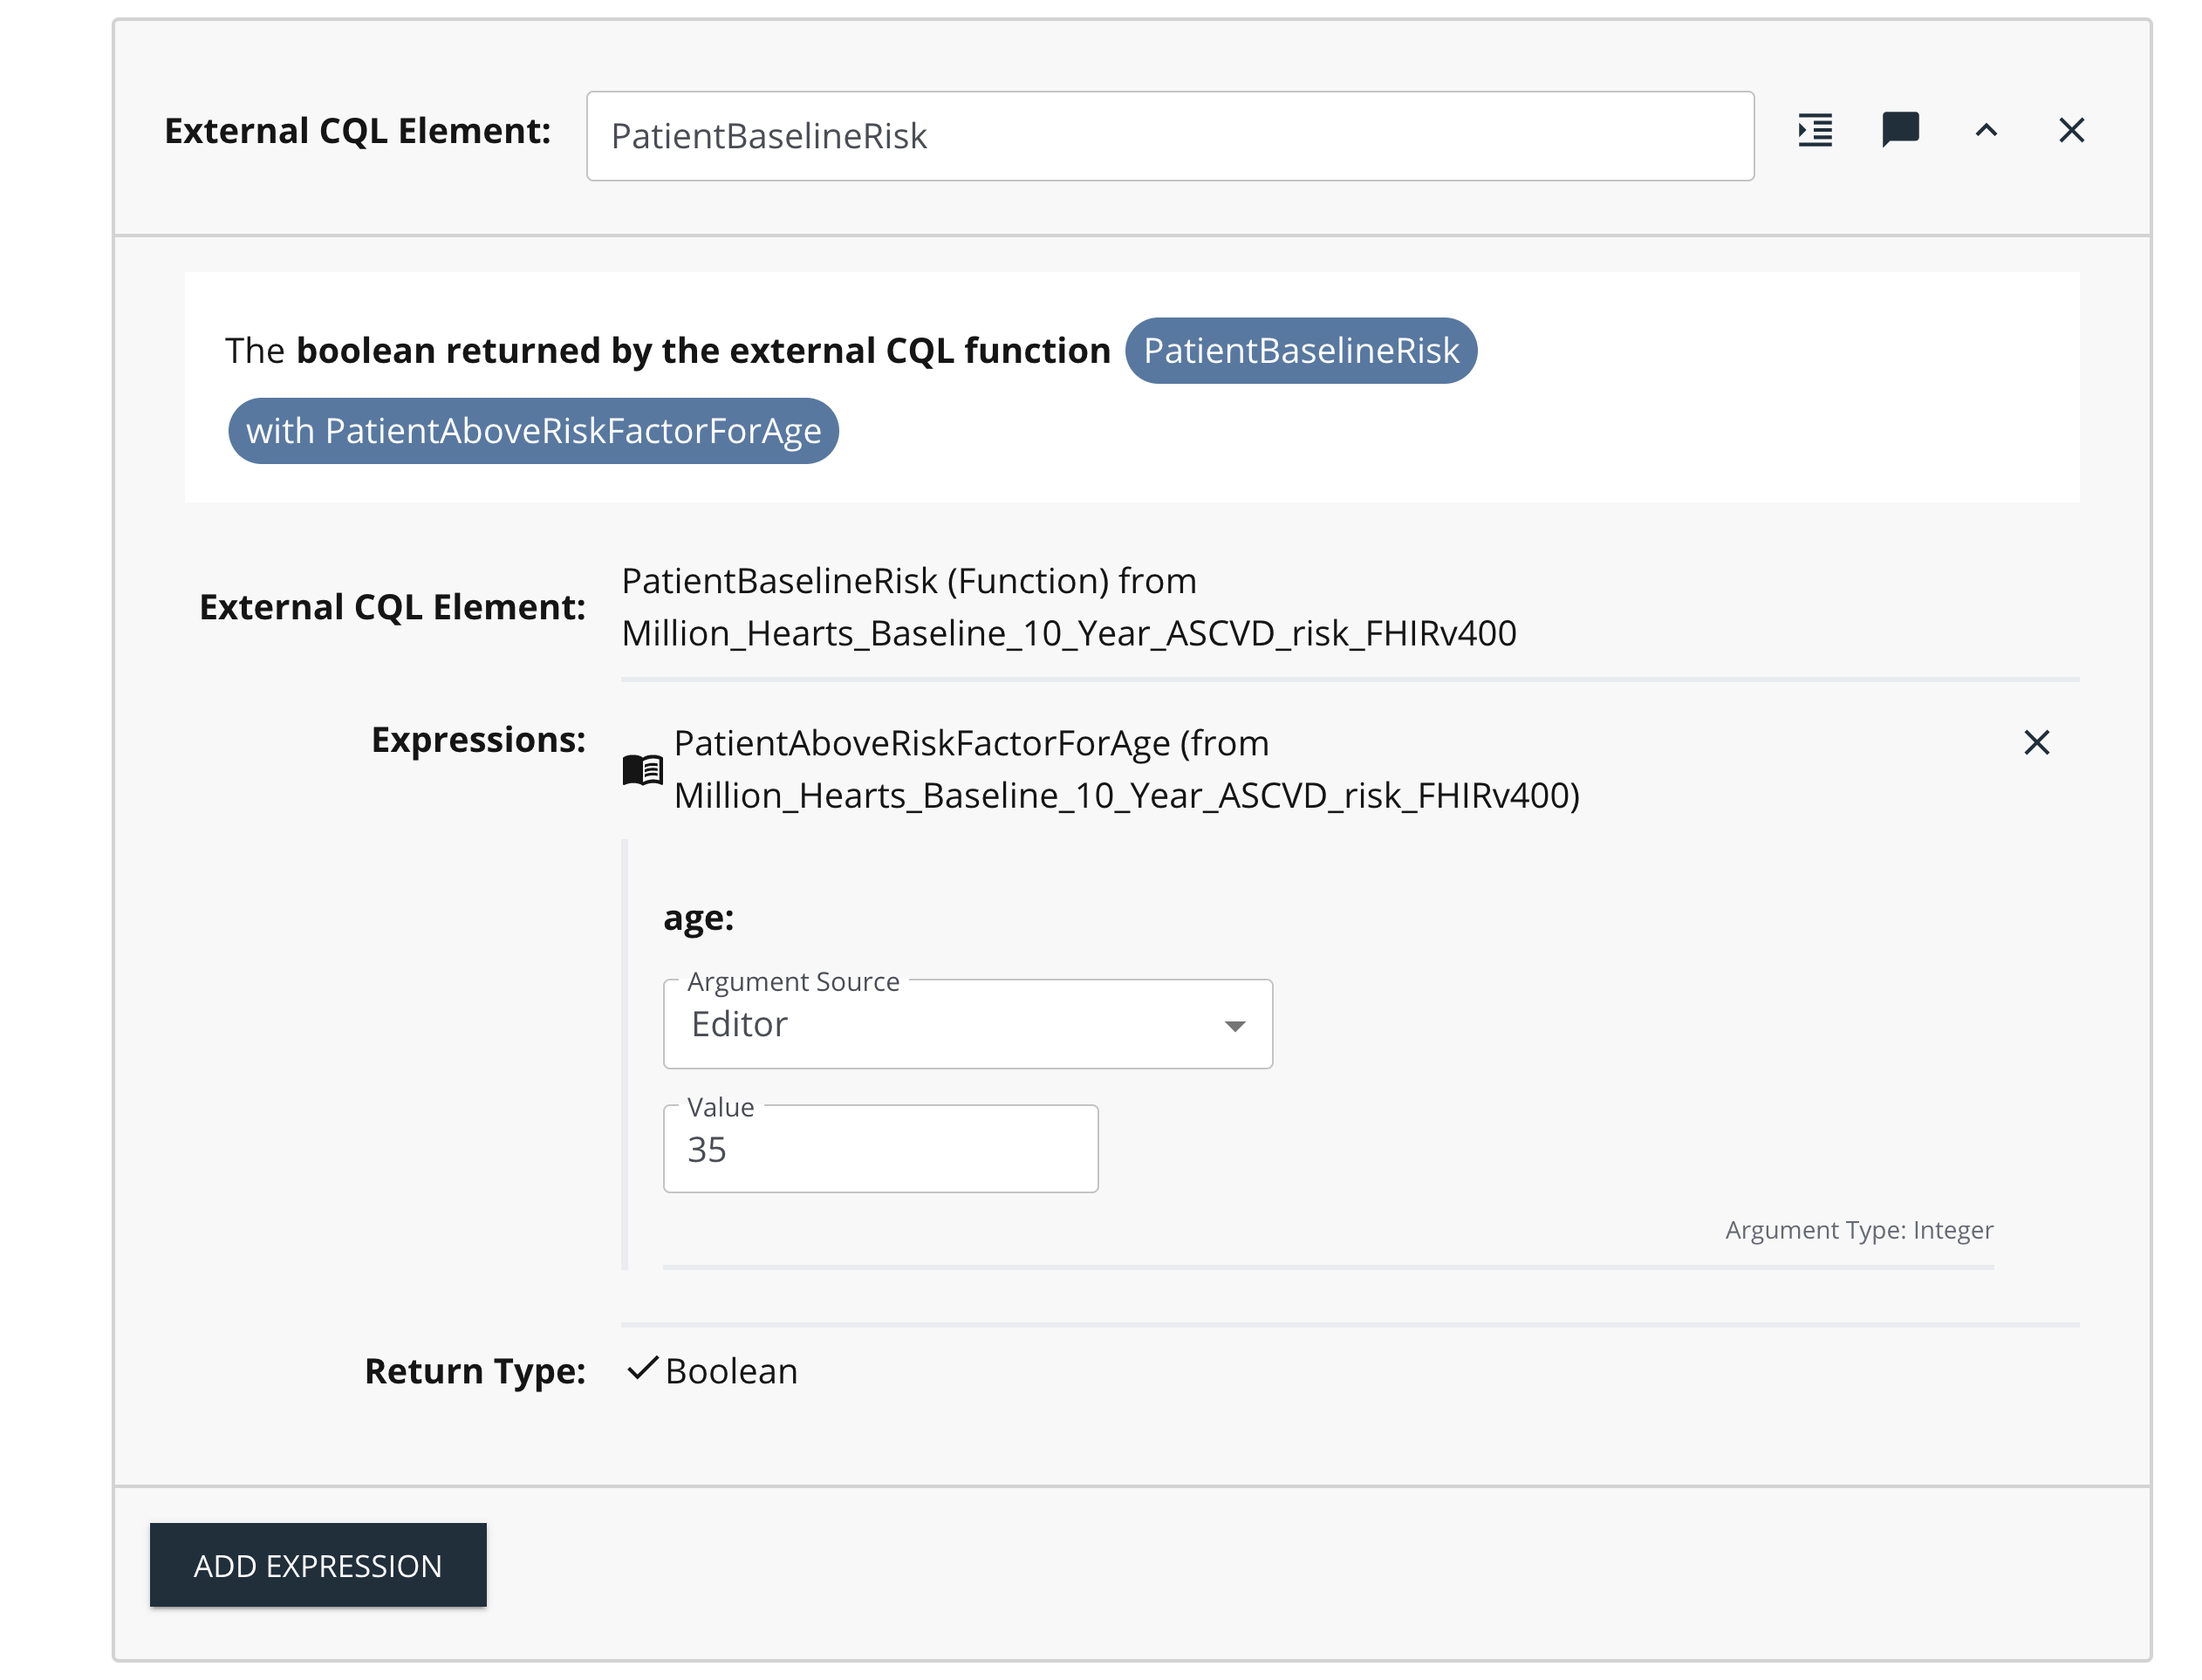 External CQL Element: PatientBaselineRisk
The boolean returned by the external CQL function PatientBaselineRisk
with PatientAboveRiskFactorForAge
External CQL Element: PatientBaselineRisk (Function) from
Million_Hearts_Baseline_10_Year_ASCVD_risk_FHIRv400
Expressions: PatientAboveRiskFactorForAge (from
Million_Hearts_Baseline_10_Year_ASCVD_risk_FHIRv400)
age:
Argument Source
Editor
Value
35
Argument Type: Integer
Return Type: Boolean
ADD EXPRESSION